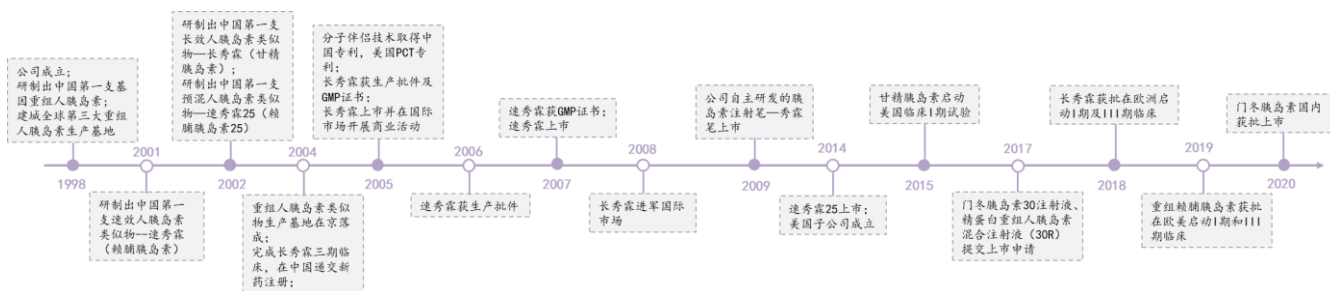 公司成立；
研制出中国第一支基
因重组人胰岛素；
建城全球第三大重组
人胰岛素生产基地
1998
2001
研制出中国第一
支速效人胰岛素
类似物—速秀霖
（赖脯胰岛素）
研制出中国第一支
长效人胰岛素类似
物—长秀霖（甘精
胰岛素）；
研制出中国第一支
预混人胰岛素类似
物—速秀霖25（赖
脯胰岛素25）
2002
2004
重组人胰岛素类似
物生产基地在京落
成；
完成长秀霖三期临
床，在中国递交新
药注册；
分子伴侣技术取得中
国专利，美国PCT专
利；
长秀霖获生产批件及
GMP证书；
长秀霖上市并在国际
市场开展商业活动
2005
2006
速秀霖获生产批件
速秀霖获GMP证书；
速秀霖上市
2007
2008
长秀霖进军国际
市场
公司自主研发的胰
岛素注射笔—秀霖
笔上市
2009
2014
速秀霖25上市；
美国子公司成立
甘精胰岛素启动
美国临床I期试验
2015
2017
门冬胰岛素30注射液、
精蛋白重组人胰岛素
混合注射液（30R）
提交上市申请
长秀霖获批在欧洲启
动I期及III期临床
2018
2019
重组赖脯胰岛素获批
在欧美启动I期和III
期临床
门冬胰岛素国内
获批上市
2020